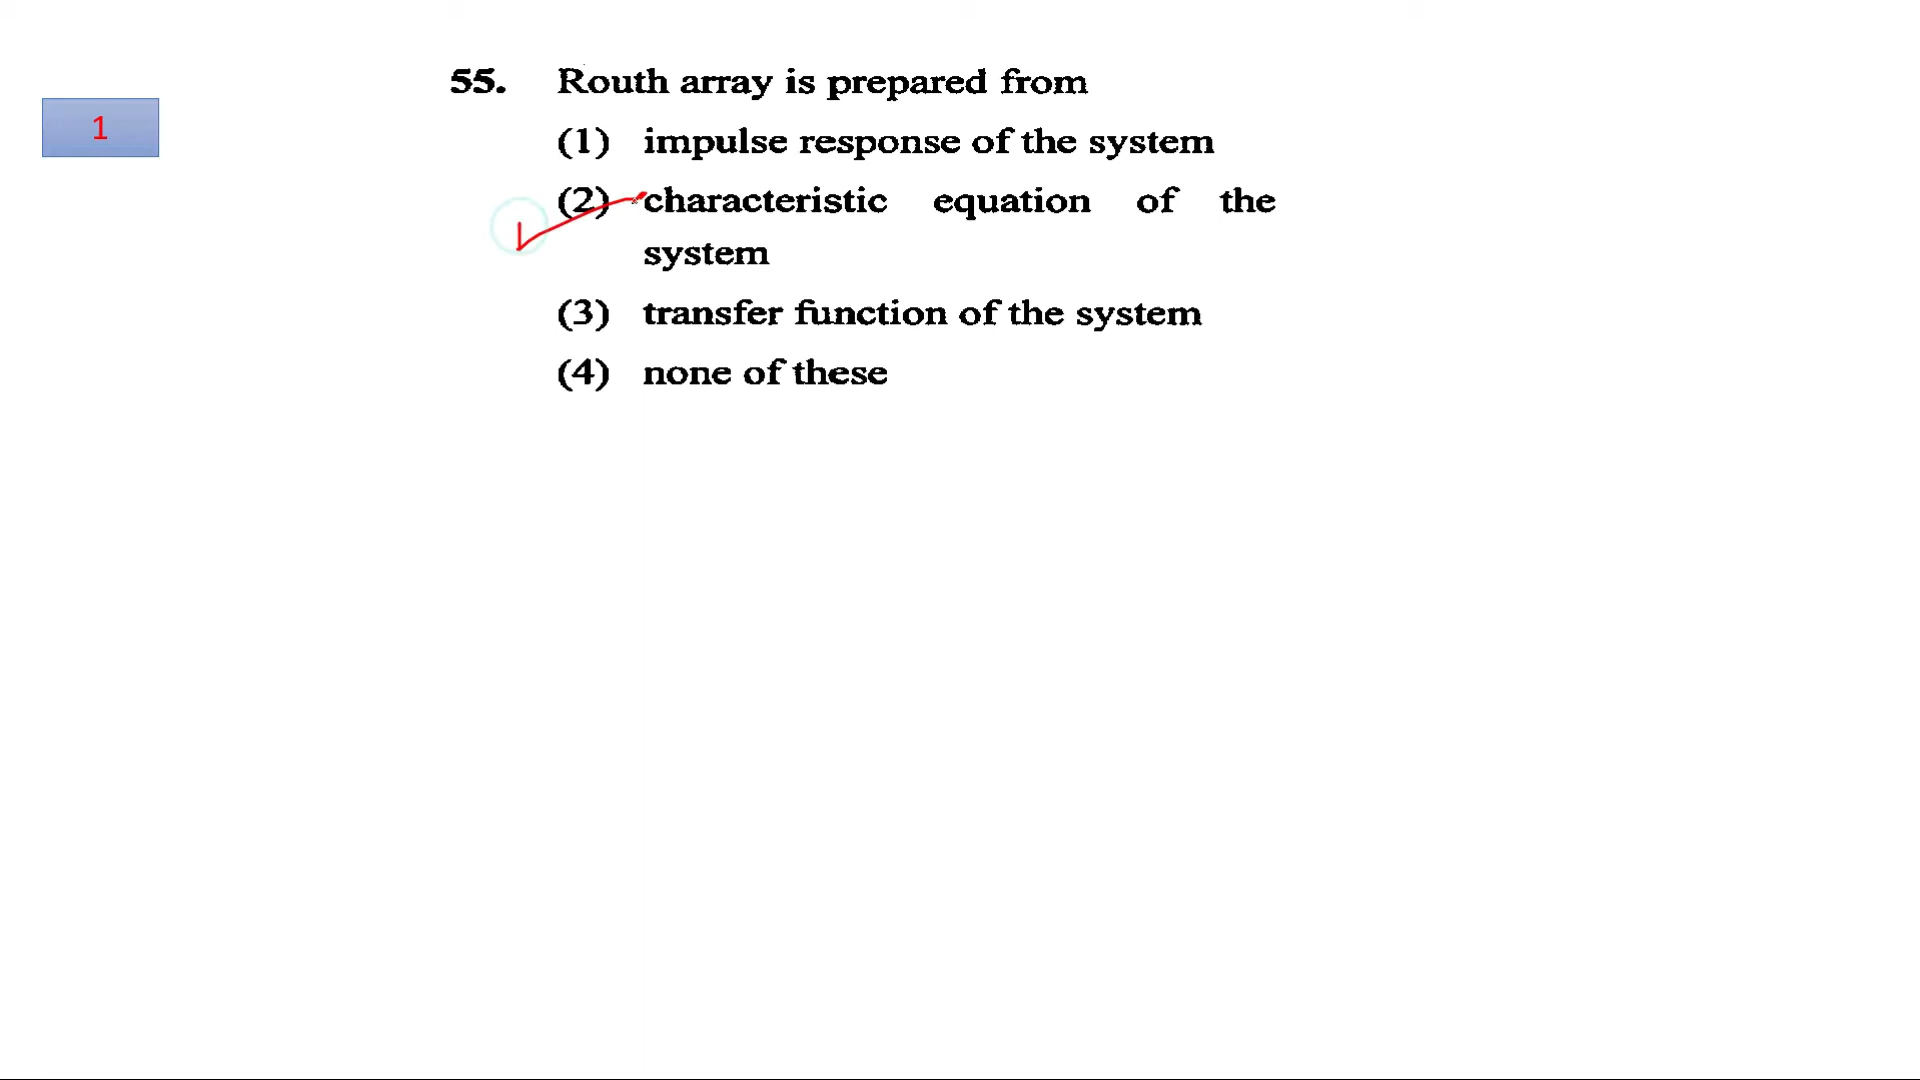 1
55. Routh array is prepared from
(1) impulse response of the system
(2) characteristic equation of the
system
(3) transfer function of the system
(4) none of these